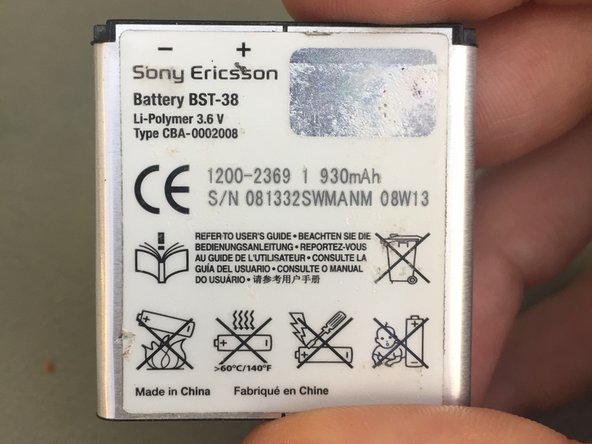 − +
Sony Ericsson
Battery BST-38
Li-Polymer 3.6 V
Type CBA-0002008
CE 1200-2369 1 930mAh
S/N 081332SWMANM 08W13
REFER TO USER'S GUIDE • BEACHTEN SIE DIE
BEDIENUNGSANLEITUNG • REPORTEZ-VOUS
AU GUIDE DE L'UTILISATEUR • CONSULTE LA
GUÍA DEL USUARIO • CONSULTE O MANUAL
DO USUÁRIO • 请参考用户手册
>60°C/140°F
Made in China Fabriqué en Chine